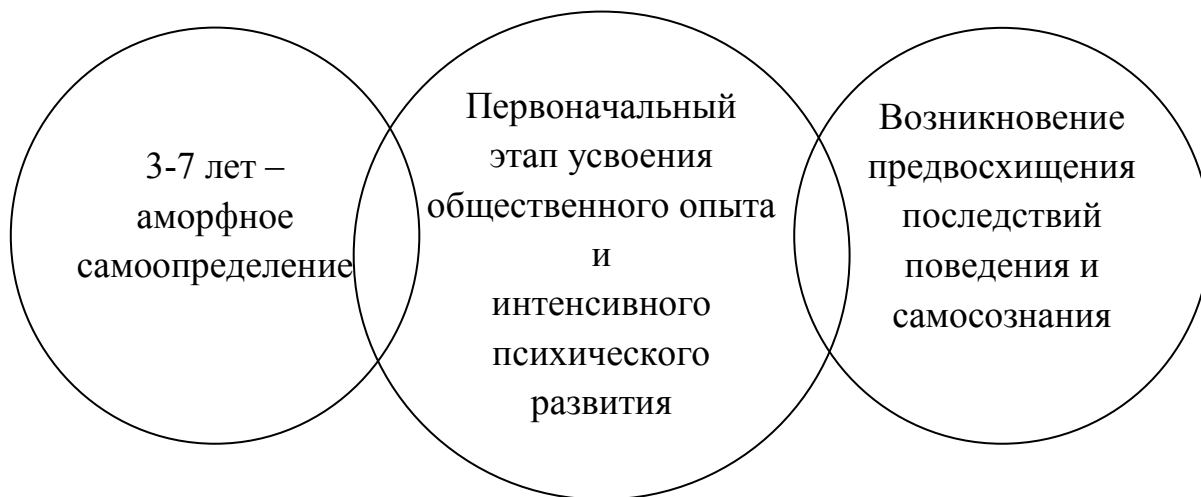 3-7 лет –
аморфное
самоопределение
Первоначальный
этап усвоения
общественного опыта
и
интенсивного
психического
развития
Возникновение
предвосхищения
последствий
поведения и
самосознания